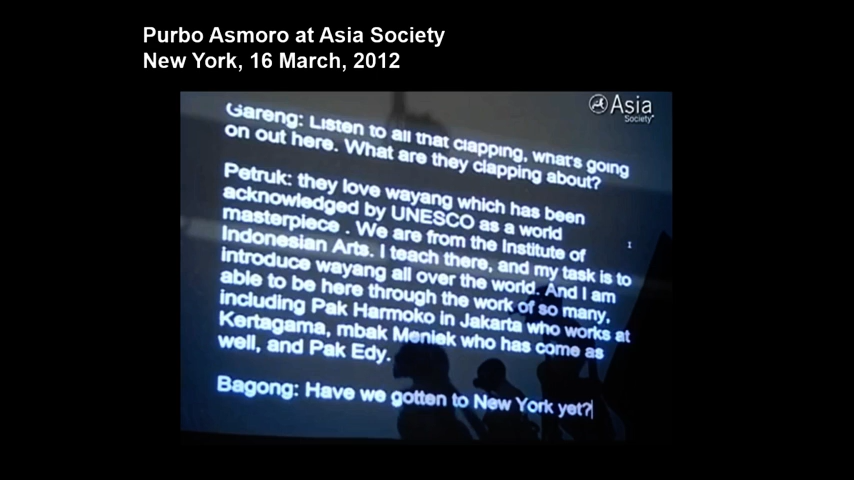 Purbo Asmoro at Asia Society
New York, 16 March, 2012
Asia
Society
Gareng: Listen to all that clapping, what's going
on out here. What are they clapping about?
Petruk: they love wayang which has been
acknowledged by UNESCO as a world
masterpiece . We are from the Institute of
Indonesian Arts. I teach there, and my task is to
introduce wayang all over the world. And I am
able to be here through the work of so many,
including Pak Harmoko in Jakarta who works at
Kertagama, mbak Meniek who has come as
well, and Pak Edy.
Bagong: Have we gotten to New York yet?